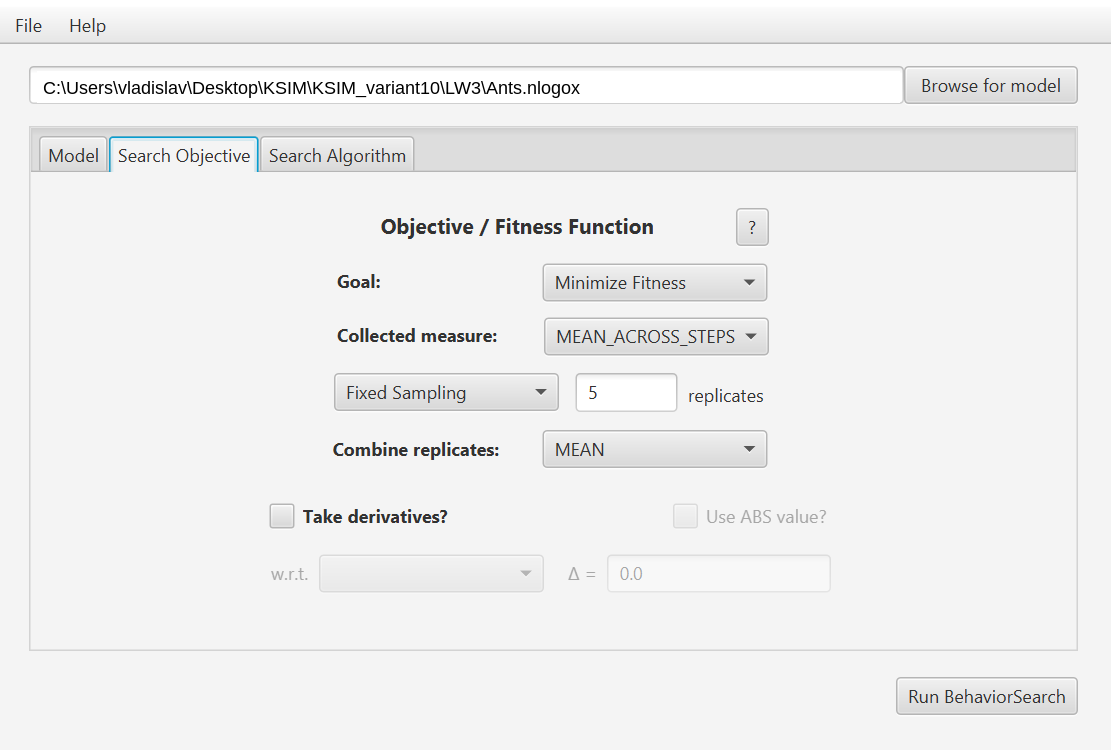 File Help
C:\Users\vladislav\Desktop\KSIM\KSIM_variant10\LW3\Ants.nlogox Browse for model
Model Search Objective Search Algorithm
Objective / Fitness Function ?
Goal: Minimize Fitness
Collected measure: MEAN_ACROSS_STEPS
Fixed Sampling 5 replicates
Combine replicates: MEAN
Take derivatives? Use ABS value?
w.r.t. Δ = 0.0
Run BehaviorSearch